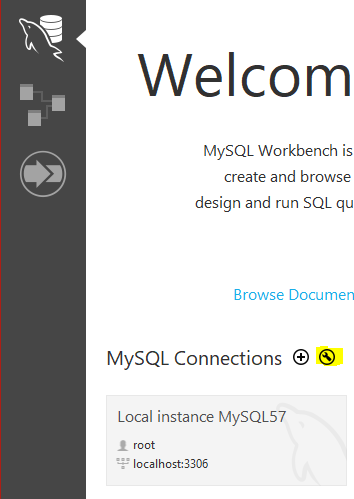 Welcom
MySQL Workbench is
create and browse
design and run SQL qu
Browse Documen
MySQL Connections
Local instance MySQL57
root
localhost:3306